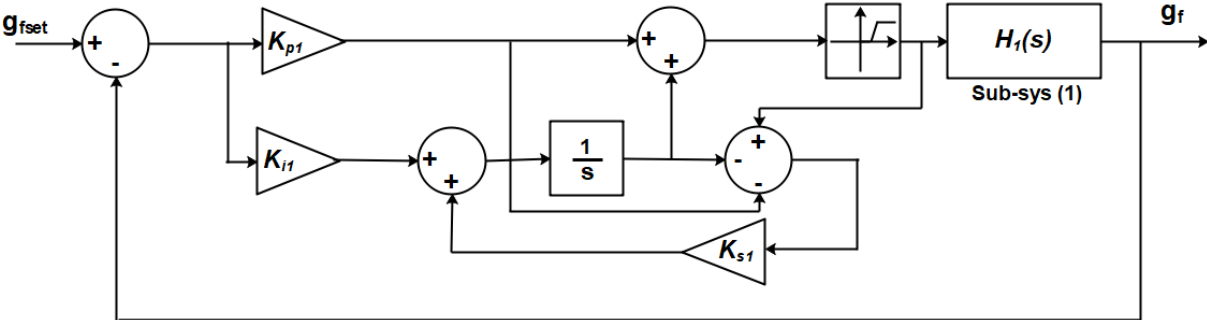 g_fset
g_f
+
-
K_p1
+
+
H_1(s)
Sub-sys (1)
K_i1
+
+
1
s
+
-
-
K_s1